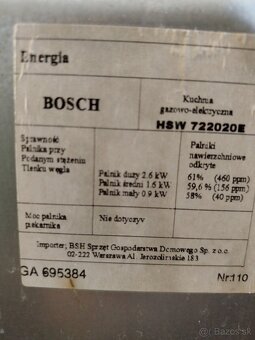 Energia
BOSCH
Kuchnia
gazowo-elektryczna
HSW 722020E
Sprawność
Palnika przy
Podanym stężeniu
Tlenku węgla
Palnik duży 2.6 kW
Palnik średni 1.6 kW
Palnik mały 0.9 kW
Palniki
nawierzchniowe
odkryte
61% (460 ppm)
59,6 % (156 ppm)
58% (40 ppm)
Moc palnika
piekarnika
Nie dotyczy
Importer; BSH Sprzęt Gospodarstwa Domowego Sp. z o.o.
02-222 Warszawa Al. Jerozolimskie 183
GA 695384
Nr:110
bazos.sk